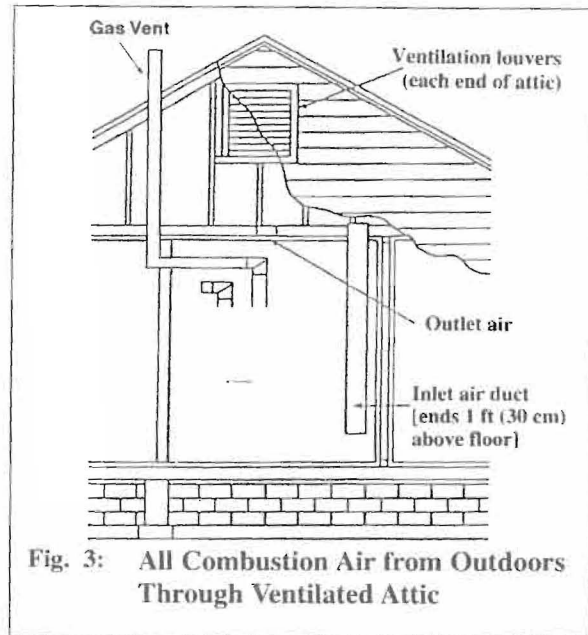 Gas Vent
Ventilation louvers
(each end of attic)
Outlet air
Inlet air duct
[ends 1 ft (30 cm)
above floor]
Fig. 3: All Combustion Air from Outdoors
Through Ventilated Attic